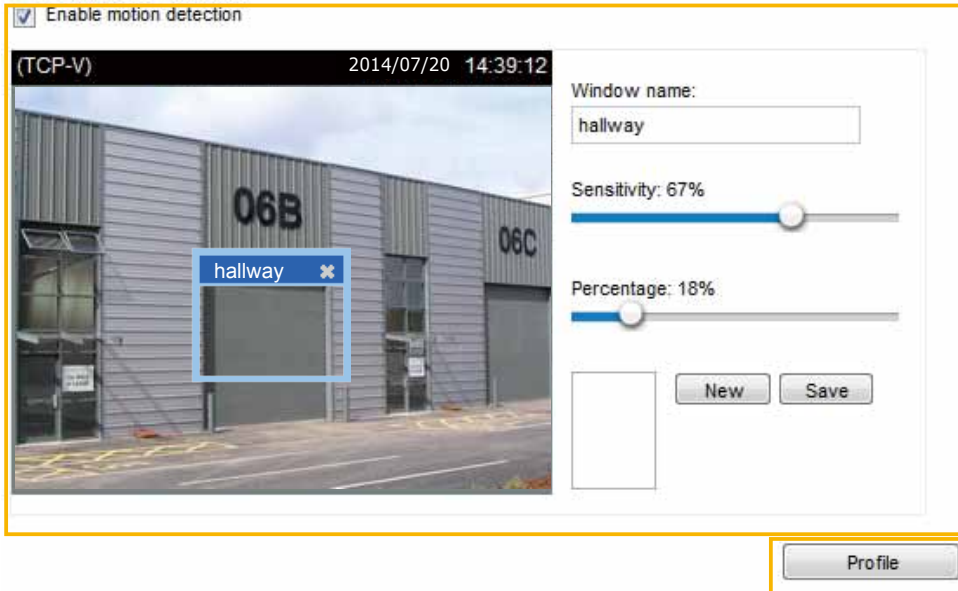 Enable motion detection
(TCP-V) 2014/07/20 14:39:12
Window name:
hallway
Sensitivity: 67%
06B
06C
hallway
Percentage: 18%
New Save
Profile